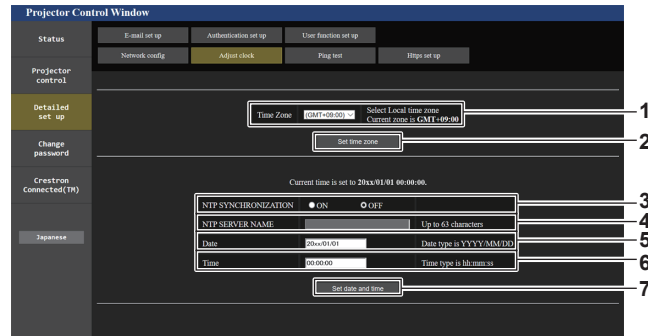 Projector Control Window
Status
E-mail set up
Authentication set up
User function set up
Network config
Adjust clock
Ping test
Https set up
Projector
control
Detailed
set up
Change
password
Crestron
Connected(TM)
Japanese
Time Zone
(GMT+09:00)
Select Local time zone
Current zone is GMT+09:00
1
Set time zone
2
Current time is set to 20xx/01/01 00:00:00.
NTP SYNCHRONIZATION ON OFF
3
NTP SERVER NAME Up to 63 characters
4
Date 20xx/01/01 Date type is YYYY/MM/DD
5
Time 00:00:00 Time type is hh:mm:ss
6
Set date and time
7